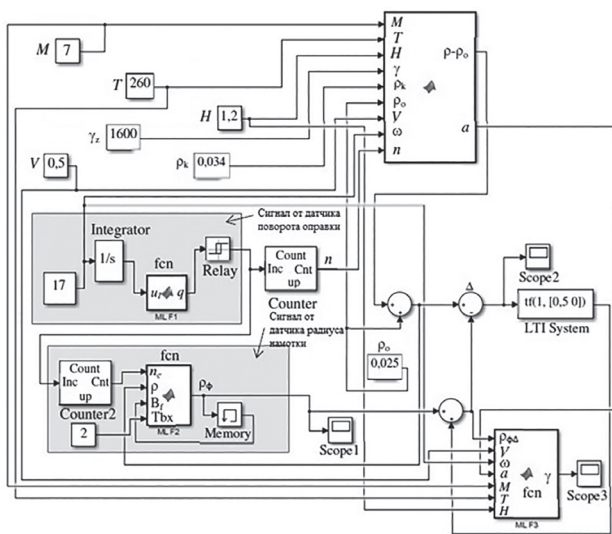 M 7
T 260
H 1,2
γz 1600
ρk 0,034
V 0,5
M
T
H
γ
ρk
ρo
V
ω
n
ρ-ρo
a
Сигнал от датчика
поворота оправки
Integrator
1/s
17
fcn
u q
ML F1
Relay
Count
Inc Cnt
up
Counter
n
Сигнал от
датчика радиуса
намотки
Count
Inc Cnt
up
Counter2
2
fcn
nc
ρ
Bf
Tbx
ML F2
ρф
Memory
Scope1
ρo
0,025
Δ
Scope2
tf(1, [0,5 0]
LTI System
ρфΔ
V
ω
a
M
T
H
fcn γ
ML F3
Scope3